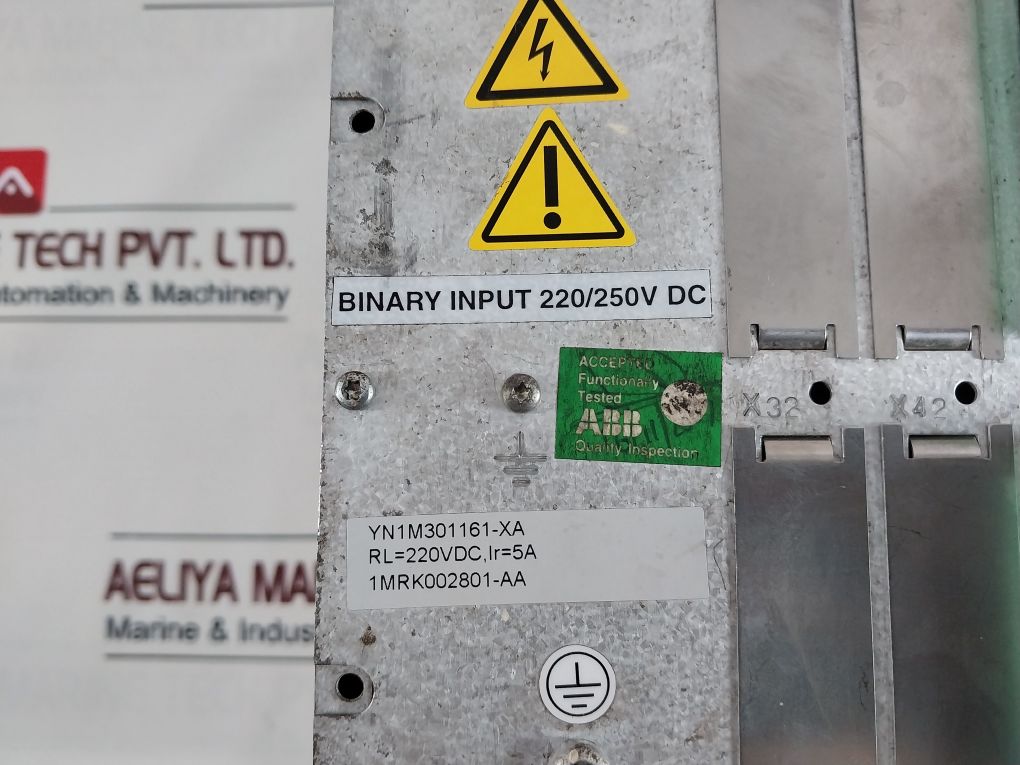 TECH PVT. LTD.
utomation & Machinery
AELIYA MA
Marine & Indus
BINARY INPUT 220/250V DC
ACCEPTED
Functionally
Tested
ABB
Quality Inspection
X32
X42
YN1M301161-XA
RL=220VDC,Ir=5A
1MRK002801-AA